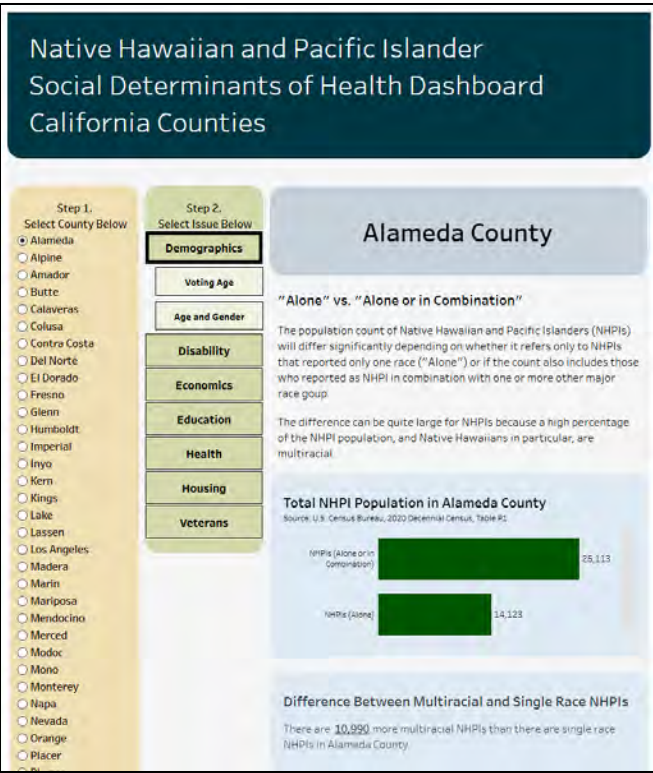 Native Hawaiian and Pacific Islander
Social Determinants of Health Dashboard
California Counties
Step 1.
Select County Below
Alameda
Alpine
Amador
Butte
Calaveras
Colusa
Contra Costa
Del Norte
El Dorado
Fresno
Glenn
Humboldt
Imperial
Inyo
Kern
Kings
Lake
Lassen
Los Angeles
Madera
Marin
Mariposa
Mendocino
Merced
Modoc
Mono
Monterey
Napa
Nevada
Orange
Placer
Step 2.
Select Issue Below
Demographics
Voting Age
Age and Gender
Disability
Economics
Education
Health
Housing
Veterans
Alameda County
"Alone" vs. "Alone or in Combination"
The population count of Native Hawaiian and Pacific Islanders (NHPIs)
will differ significantly depending on whether it refers only to NHPIs
that reported only one race ("Alone") or if the count also includes those
who reported as NHPI in combination with one or more other major
race goup.
The difference can be quite large for NHPIs because a high percentage
of the NHPI population, and Native Hawaiians in particular, are
multiracial.
Total NHPI Population in Alameda County
Source: U.S. Census Bureau, 2020 Decennial Census, Table P1
NHPIs (Alone or in
Combination)
25,113
NHPIs (Alone)
14,123
Difference Between Multiracial and Single Race NHPIs
There are 10,990 more multiracial NHPIs than there are single race
NHPIs in Alameda County.